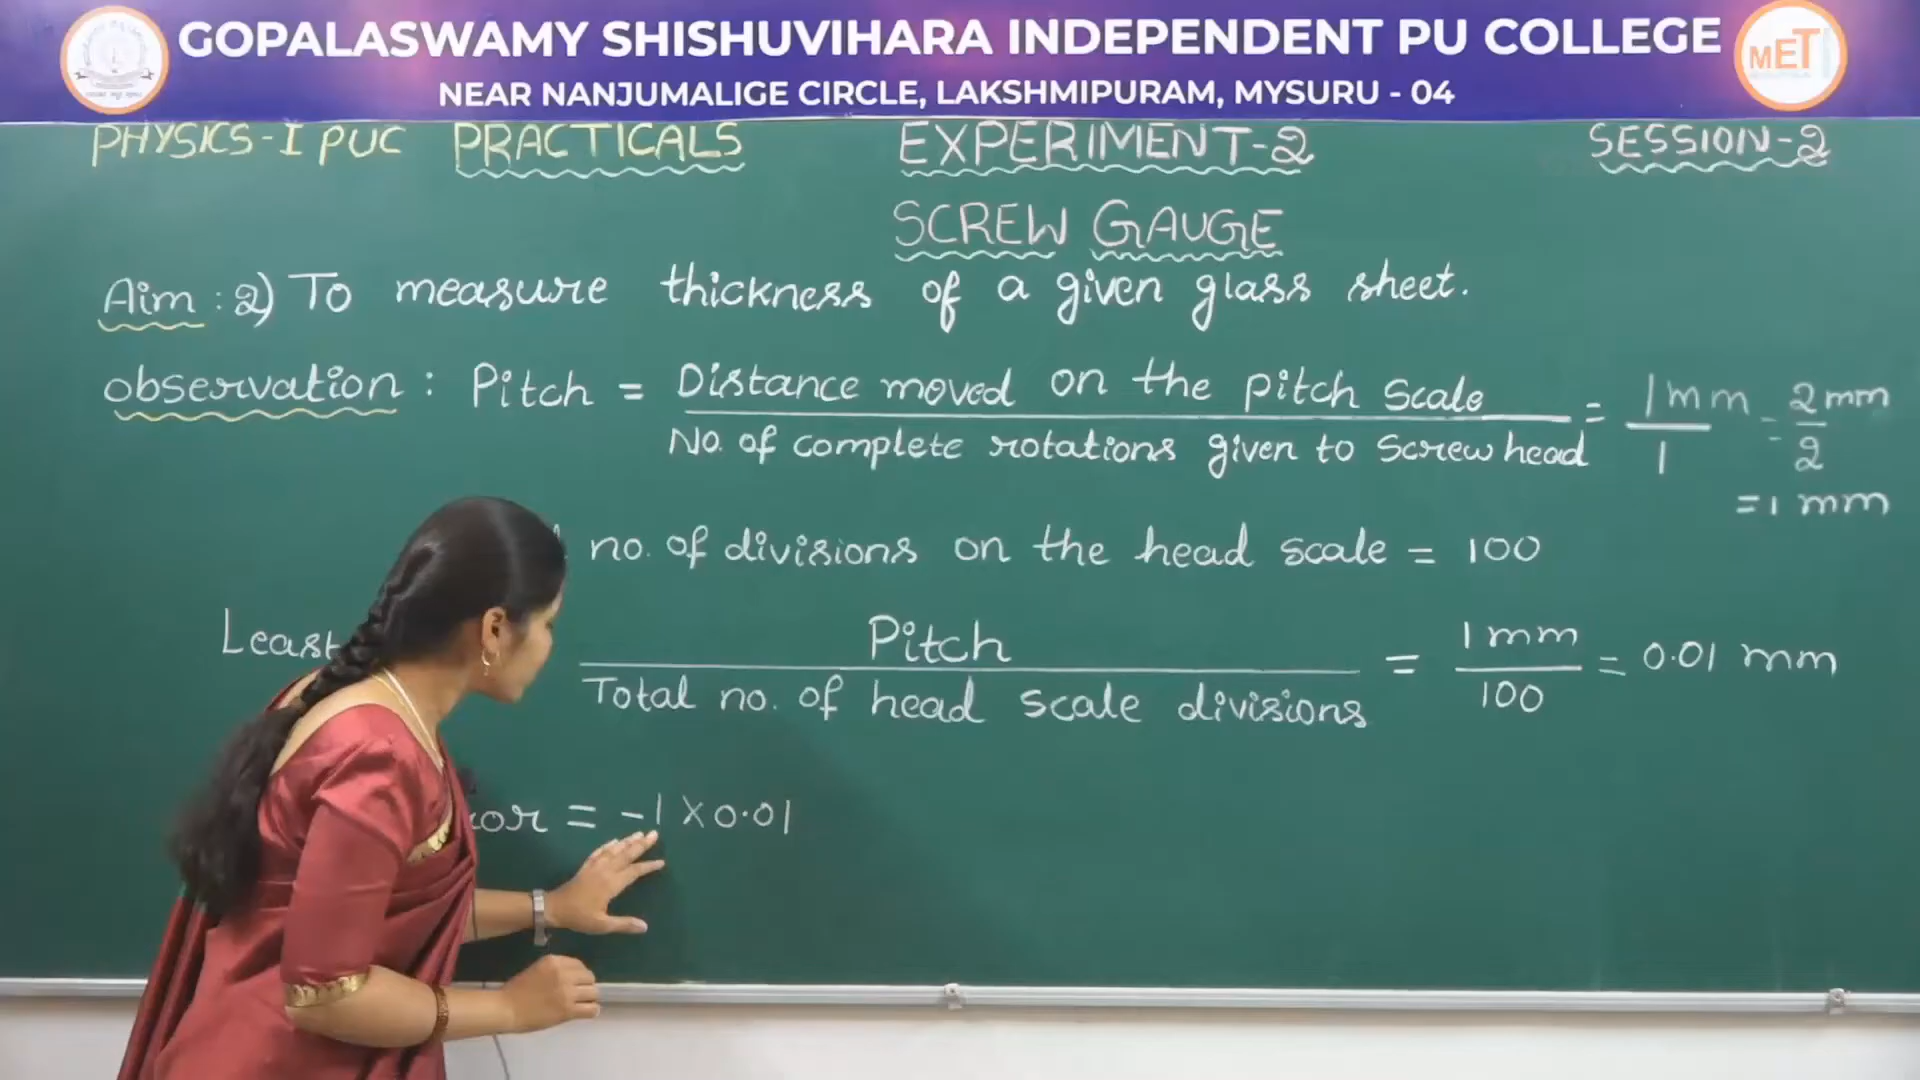 GOPALASWAMY SHISHUVIHARA INDEPENDENT PU COLLEGE
MET
NEAR NANJUMALIGE CIRCLE, LAKSHMIPURAM, MYSURU - 04
PHYSICS-I PUC PRACTICALS EXPERIMENT-2 SESSION-2
SCREW GAUGE
Aim : 2) To measure thickness of a given glass sheet.
observation : Pitch = Distance moved on the pitch scale / No. of complete rotations given to screw head = 1mm / 1 = 2mm / 2
= 1 mm
no. of divisions on the head scale = 100
Least Pitch / Total no. of head scale divisions = 1mm / 100 = 0.01 mm
= -1 × 0.01